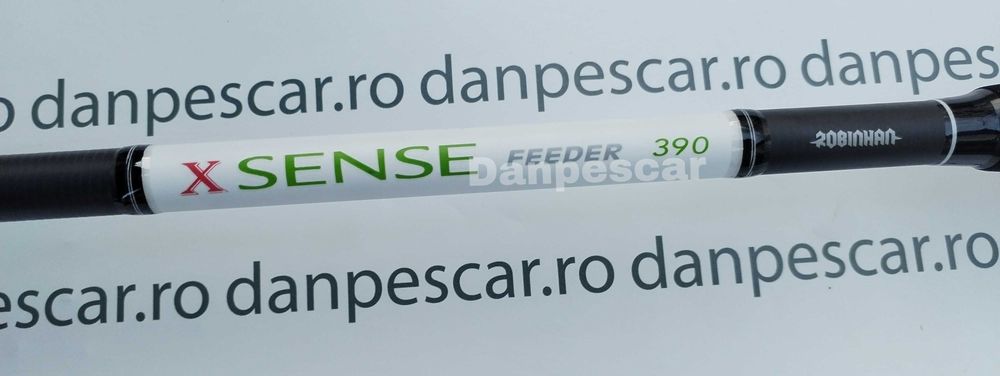 o danpescar.ro danpescar.ro danpes
X SENSE FEEDER 390
Danpescar
ROBINHAN
escar.ro danpescar.ro danpescar.ro